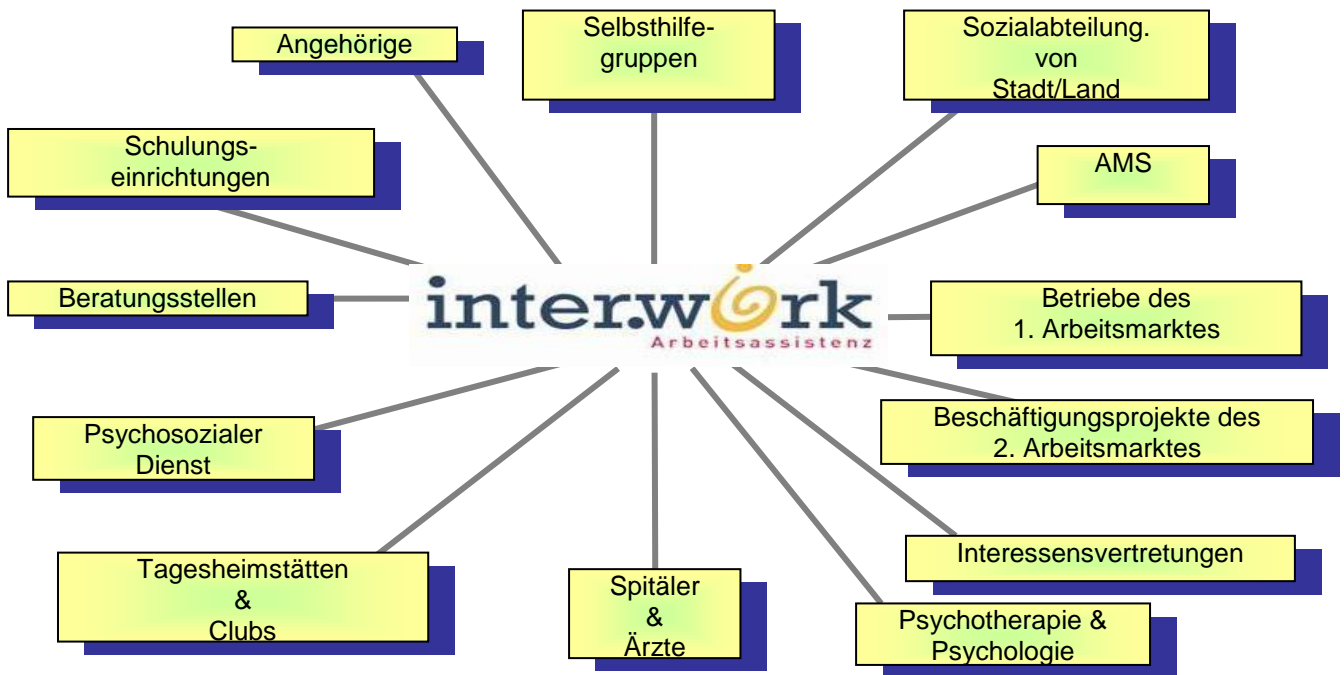 Angehörige
Selbsthilfe-
gruppen
Sozialabteilung.
von
Stadt/Land
Schulungs-
einrichtungen
AMS
Beratungsstellen
inter.work
Arbeitsassistenz
Betriebe des
1. Arbeitsmarktes
Psychosozialer
Dienst
Beschäftigungsprojekte des
2. Arbeitsmarktes
Tagesheimstätten
&
Clubs
Spitäler
&
Ärzte
Interessensvertretungen
Psychotherapie &
Psychologie